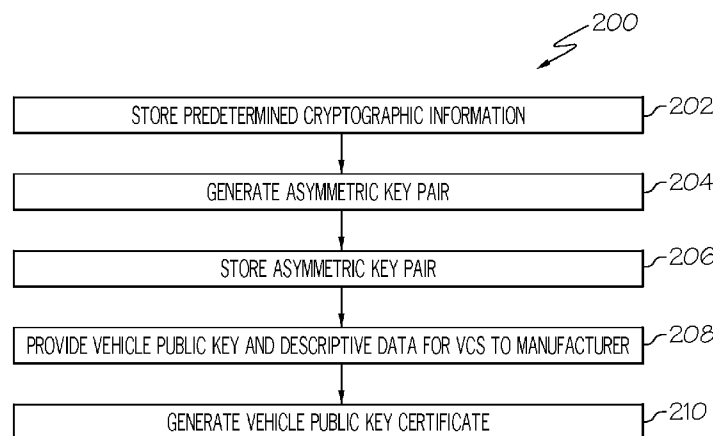 200
STORE PREDETERMINED CRYPTOGRAPHIC INFORMATION 202
GENERATE ASYMMETRIC KEY PAIR 204
STORE ASYMMETRIC KEY PAIR 206
PROVIDE VEHICLE PUBLIC KEY AND DESCRIPTIVE DATA FOR VCS TO MANUFACTURER 208
GENERATE VEHICLE PUBLIC KEY CERTIFICATE 210